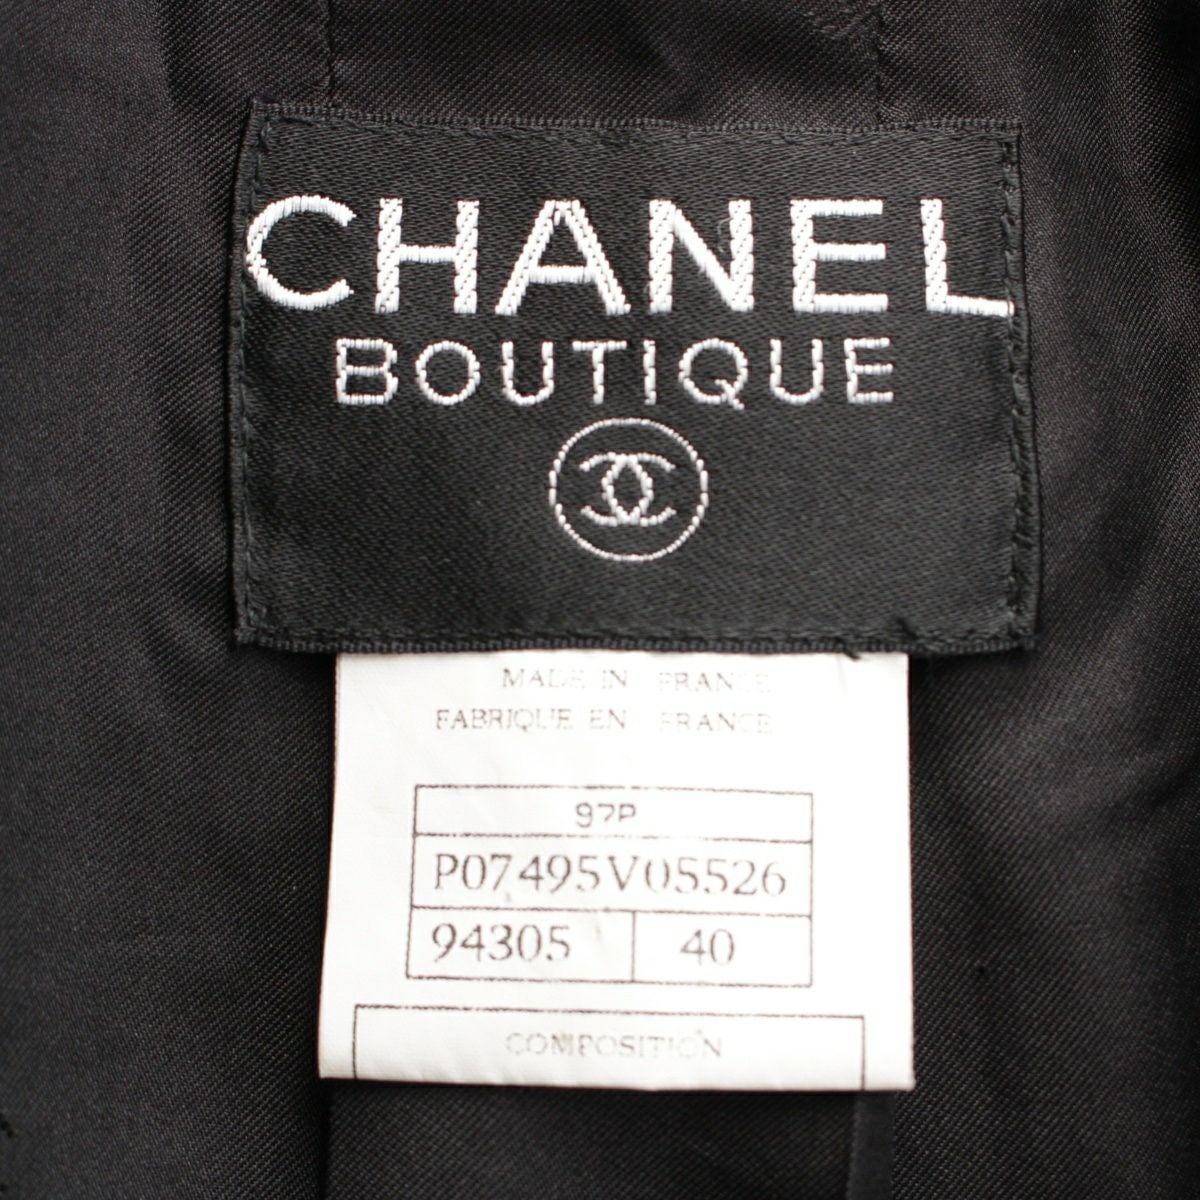 CHANEL
BOUTIQUE
MADE IN FRANCE
FABRIQUE EN FRANCE
97P
P07495V05526
94305 40
COMPOSITION